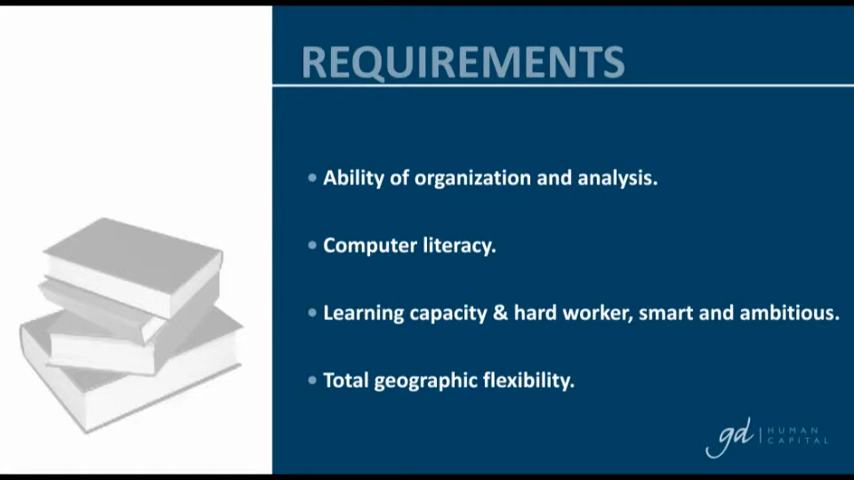 REQUIREMENTS
• Ability of organization and analysis.
• Computer literacy.
• Learning capacity & hard worker, smart and ambitious.
• Total geographic flexibility.
gd | HUMAN
CAPITAL